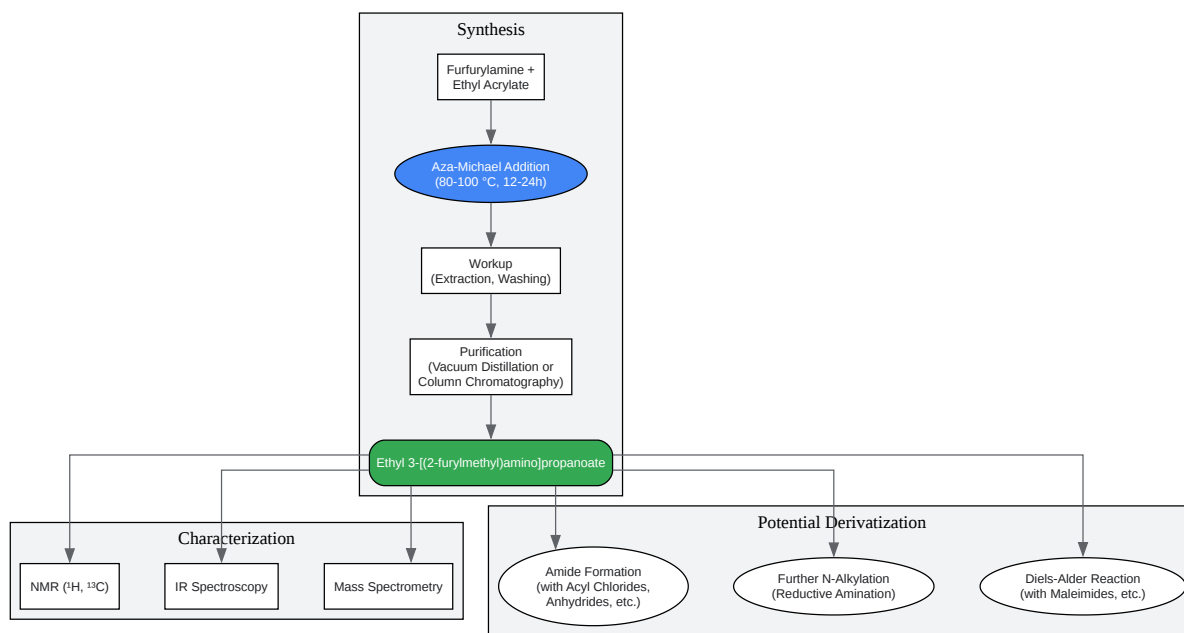 Synthesis
Furfurylamine +
Ethyl Acrylate
Aza-Michael Addition
(80-100 °C, 12-24h)
Workup
(Extraction, Washing)
Purification
(Vacuum Distillation or
Column Chromatography)
Ethyl 3-[(2-furylmethyl)amino]propanoate
Characterization
NMR (¹H, ¹³C)
IR Spectroscopy
Mass Spectrometry
Potential Derivatization
Amide Formation
(with Acyl Chlorides,
Anhydrides, etc.)
Further N-Alkylation
(Reductive Amination)
Diels-Alder Reaction
(with Maleimides, etc.)